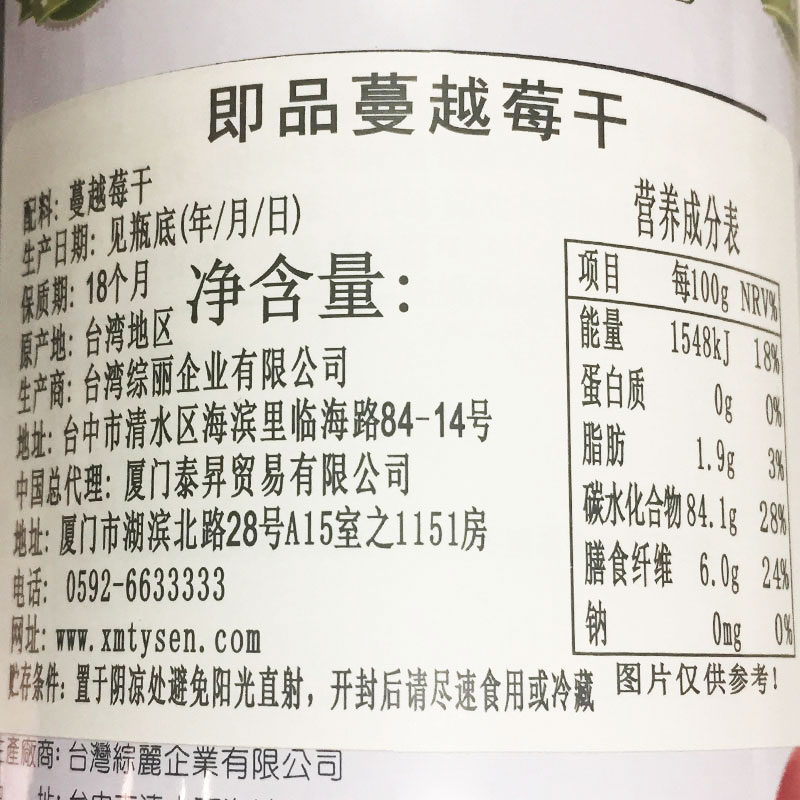 即品蔓越莓干
配料: 蔓越莓干
生产日期: 见瓶底(年/月/日)
保质期: 18个月
净含量:
原产地: 台湾地区
生产商: 台湾综丽企业有限公司
地址: 台中市清水区海滨里临海路84-14号
中国总代理: 厦门泰昇贸易有限公司
地址: 厦门市湖滨北路28号A15室之1151房
电话: 0592-6633333
网址: www.xmtysen.com
贮存条件: 置于阴凉处避免阳光直射，开封后请尽速食用或冷藏
营养成分表
项目 每100g NRV%
能量 1548kJ 18%
蛋白质 0g 0%
脂肪 1.9g 3%
碳水化合物 84.1g 28%
膳食纤维 6.0g 24%
钠 0mg 0%
图片仅供参考!
產廠商: 台灣綜麗企業有限公司